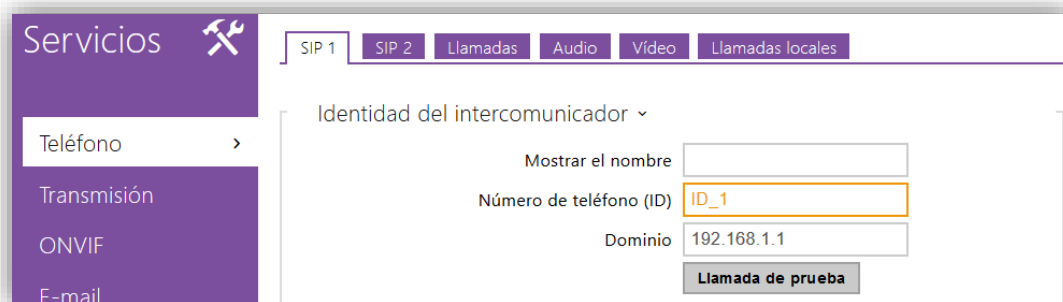 Servicios
SIP 1 SIP 2 Llamadas Audio Vídeo Llamadas locales
Identidad del intercomunicador
Teléfono
Mostrar el nombre
Transmisión
Número de teléfono (ID) ID_1
ONVIF
Dominio 192.168.1.1
Llamada de prueba
E-mail